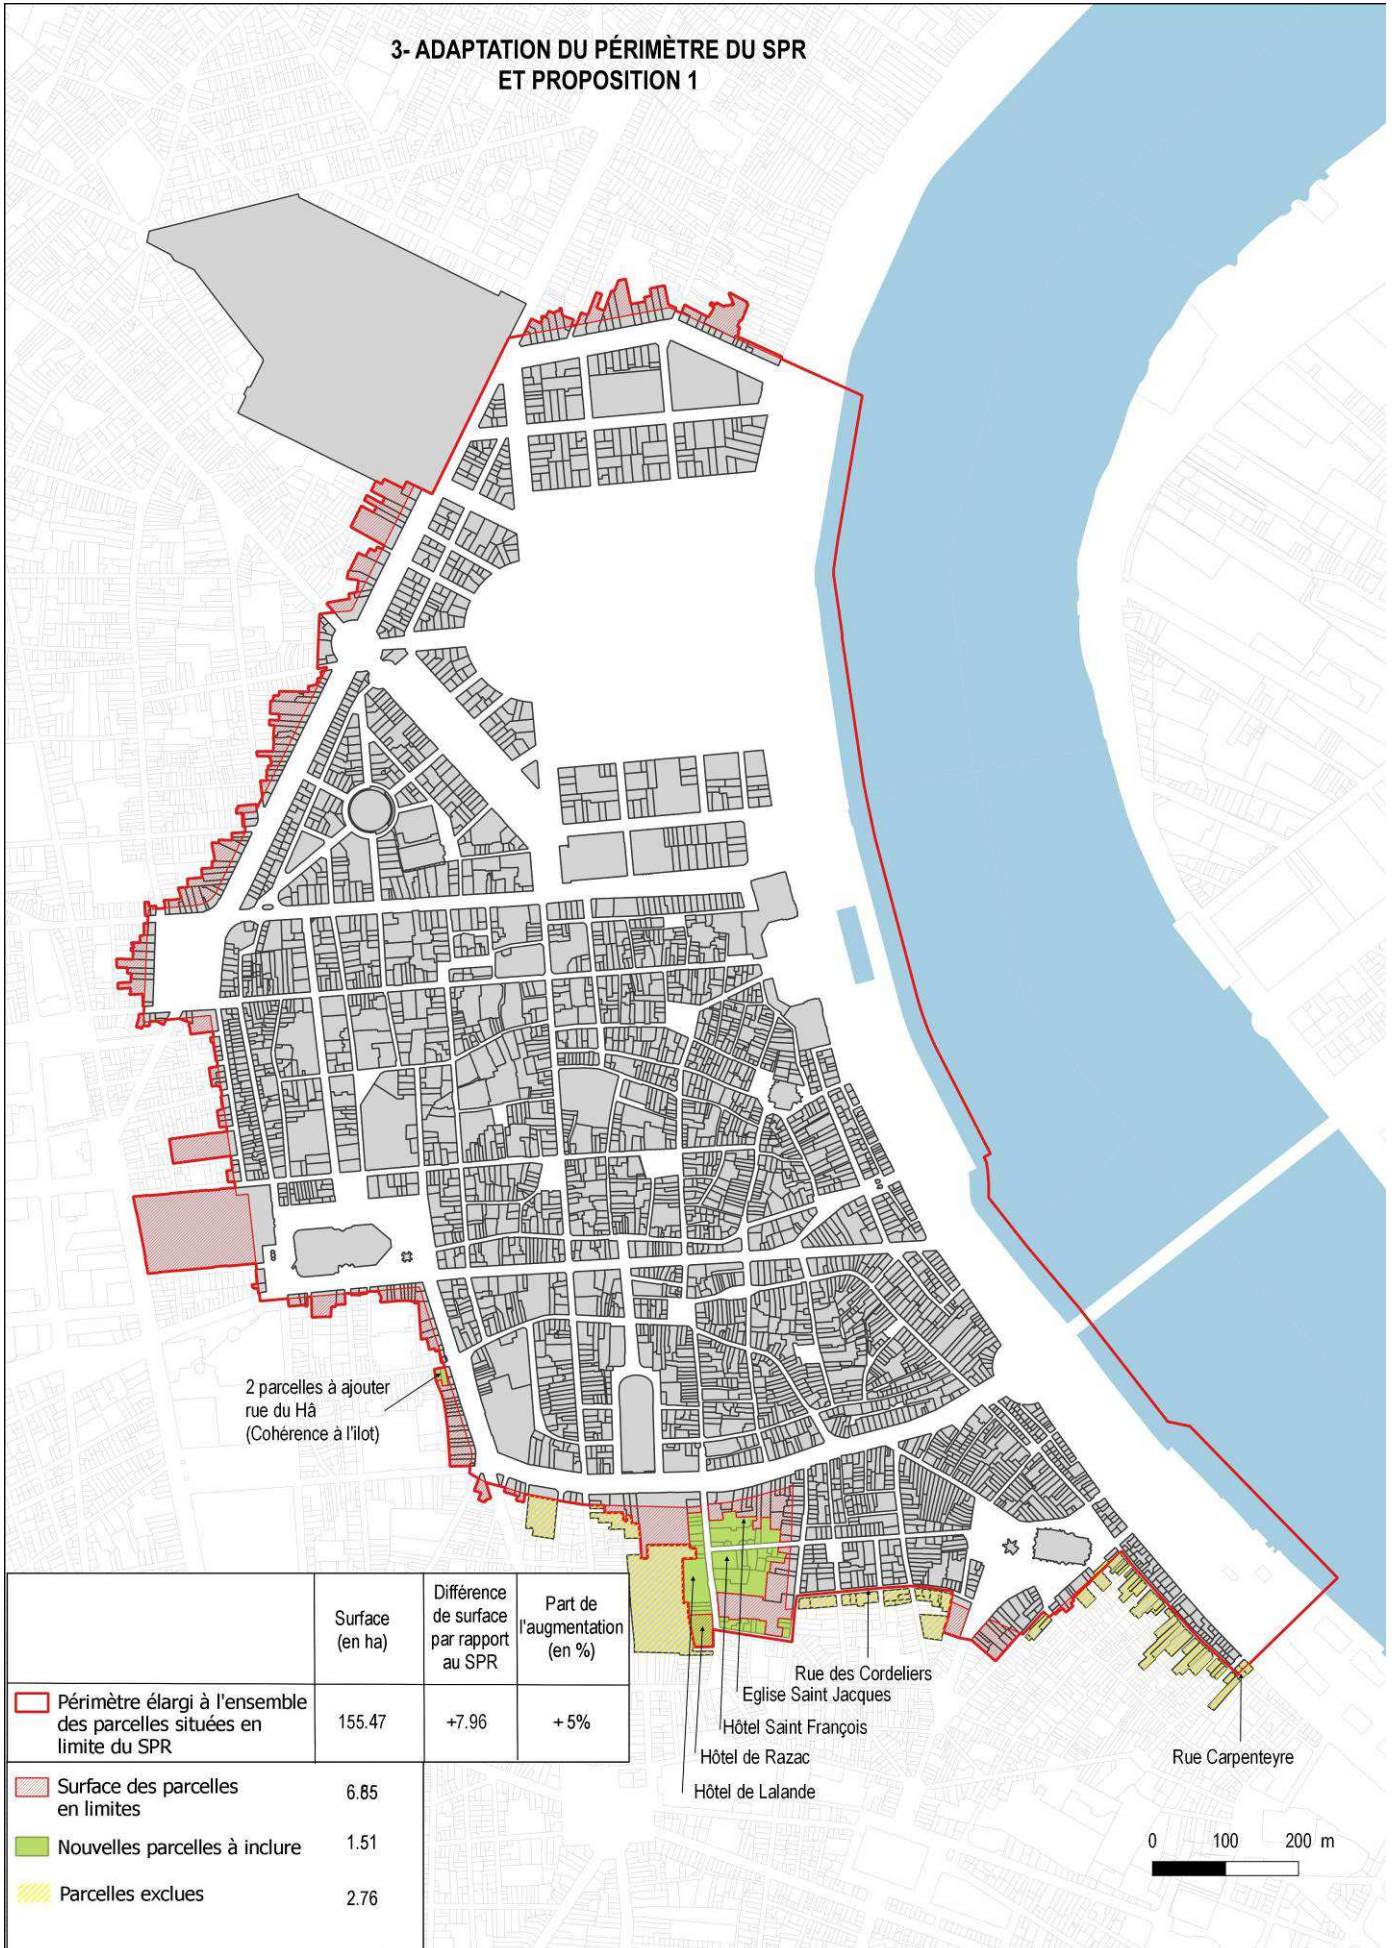 3- ADAPTATION DU PÉRIMÈTRE DU SPR
ET PROPOSITION 1
2 parcelles à ajouter
rue du Hâ
(Cohérence à l'ilot)
Rue des Cordeliers
Eglise Saint Jacques
Hôtel Saint François
Hôtel de Razac
Hôtel de Lalande
Rue Carpenteyre
Surface
(en ha)
Différence
de surface
par rapport
au SPR
Part de
l'augmentation
(en %)
Périmètre élargi à l'ensemble
des parcelles situées en
limite du SPR
155.47
+7.96
+ 5%
Surface des parcelles
en limites
6.85
Nouvelles parcelles à inclure
1.51
Parcelles exclues
2.76
0 100 200 m